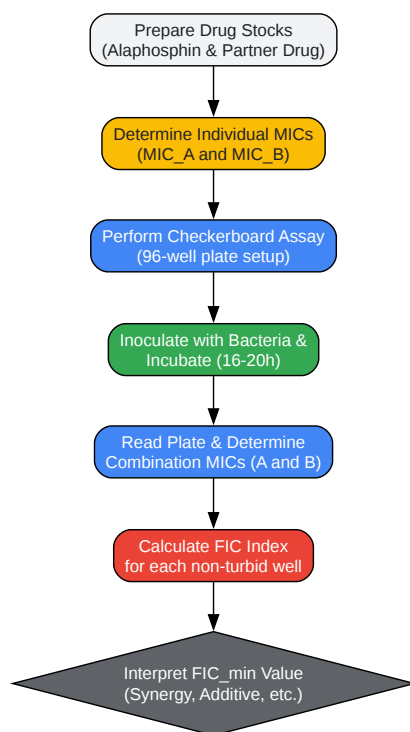 Prepare Drug Stocks
(Alaphosphin & Partner Drug)
Determine Individual MICs
(MIC_A and MIC_B)
Perform Checkerboard Assay
(96-well plate setup)
Inoculate with Bacteria &
Incubate (16-20h)
Read Plate & Determine
Combination MICs (A and B)
Calculate FIC Index
for each non-turbid well
Interpret FIC_min Value
(Synergy, Additive, etc.)